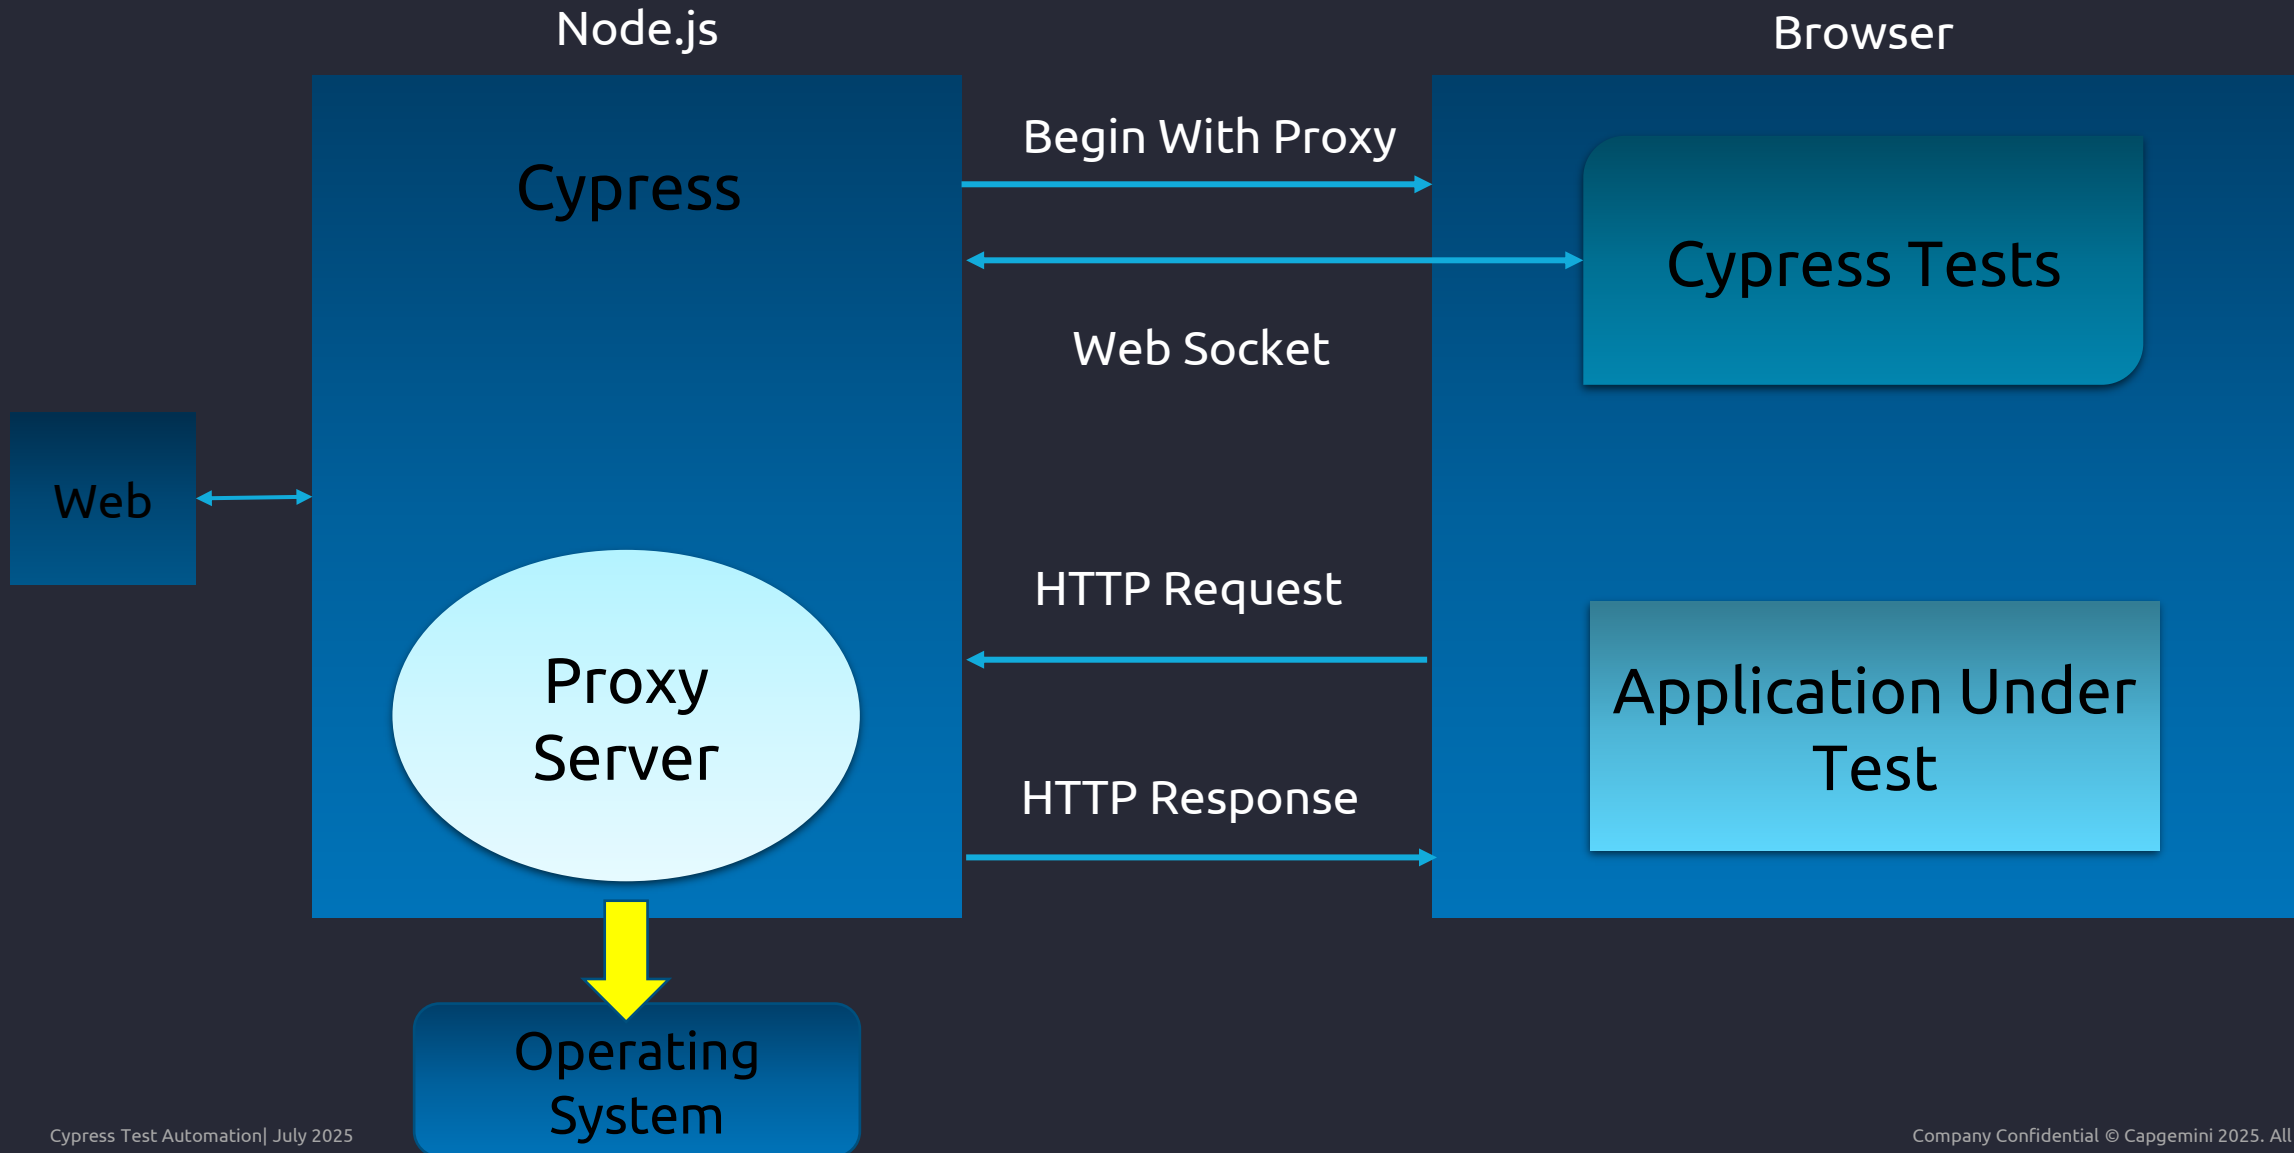 Node.js
Browser
Begin With Proxy
Cypress
Cypress Tests
Web Socket
Web
HTTP Request
Proxy
Server
Application Under
Test
HTTP Response
Operating
System
Cypress Test Automation| July 2025
Company Confidential © Capgemini 2025. All